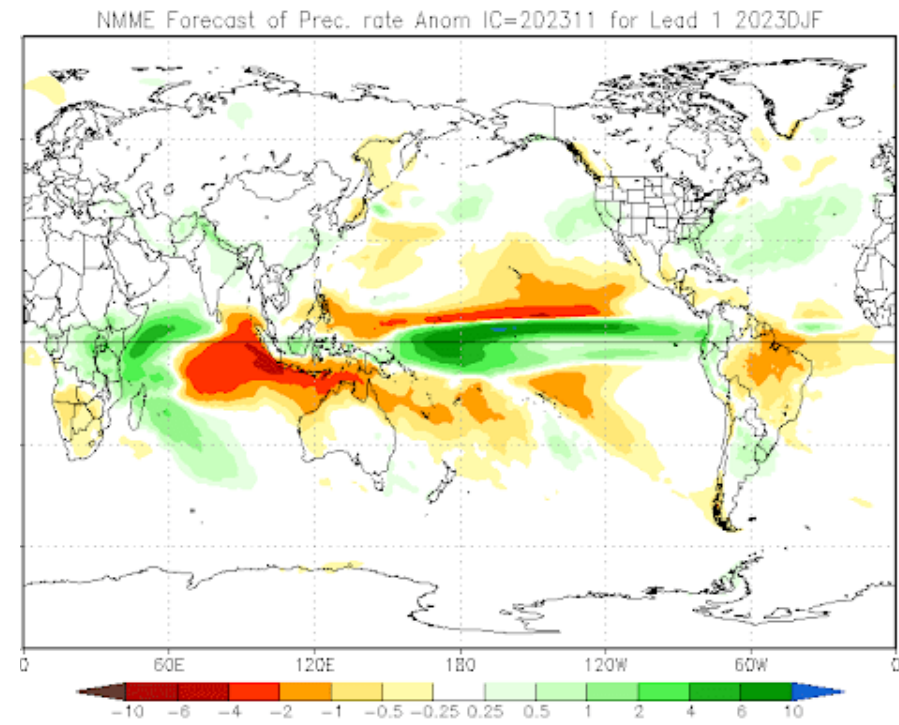 NMME Forecast of Prec. rate Anom IC=202311 for Lead 1 2023DJF
0 60E 120E 180 120W 60W 0
-10 -6 -4 -2 -1 -0.5 -0.25 0.25 0.5 1 2 4 6 10